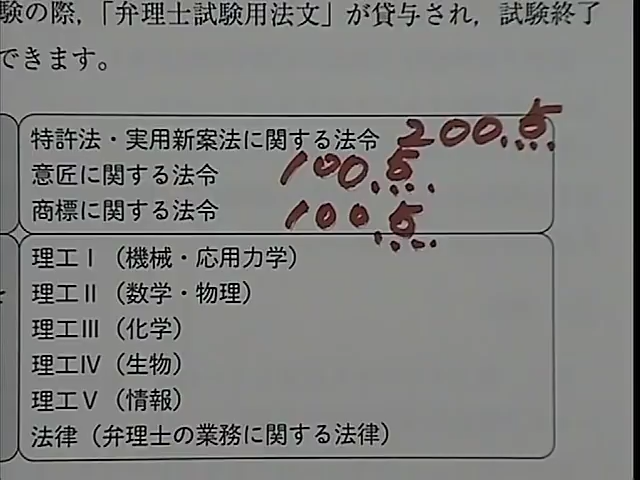 験の際，「弁理士試験用法文」が貸与され，試験終了
できます。
特許法・実用新案法に関する法令 200.5..
意匠に関する法令 100.5..
商標に関する法令 100.5..
理工Ⅰ（機械・応用力学）
理工Ⅱ（数学・物理）
理工Ⅲ（化学）
理工Ⅳ（生物）
理工Ⅴ（情報）
法律（弁理士の業務に関する法律）